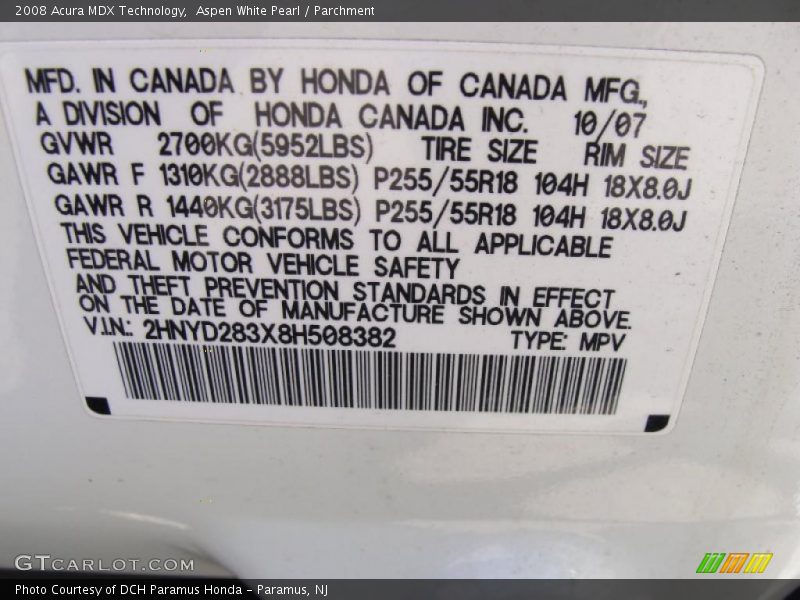 2008 Acura MDX Technology,  Aspen White Pearl / Parchment
MFD. IN CANADA BY HONDA OF CANADA MFG.,
A DIVISION OF HONDA CANADA INC. 10/07
GVWR 2700KG(5952LBS) TIRE SIZE RIM SIZE
GAWR F 1310KG(2888LBS) P255/55R18 104H 18X8.0J
GAWR R 1440KG(3175LBS) P255/55R18 104H 18X8.0J
THIS VEHICLE CONFORMS TO ALL APPLICABLE
FEDERAL MOTOR VEHICLE SAFETY
AND THEFT PREVENTION STANDARDS IN EFFECT
ON THE DATE OF MANUFACTURE SHOWN ABOVE.
V.I.N.: 2HNYD283X8H508382 TYPE: MPV
GTCARLOT.COM
Photo Courtesy of DCH Paramus Honda - Paramus, NJ